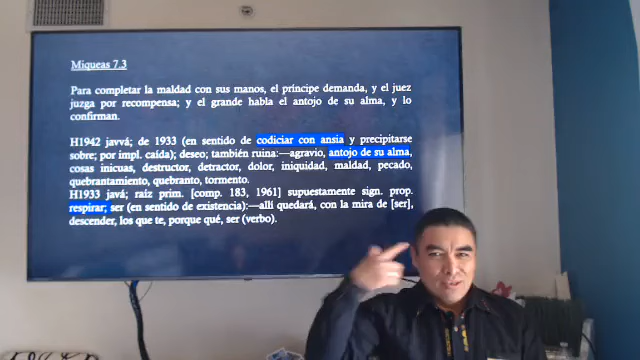 Miqueas 7.3
Para completar la maldad con sus manos, el príncipe demanda, y el juez
juzga por recompensa; y el grande habla el antojo de su alma, y lo
confirman.
H1942 javvá; de 1933 (en sentido de codiciar con ansia y precipitarse
sobre; por impl. caída); deseo; también ruina:—agravio, antojo de su alma,
cosas inicuas, destructor, detractor, dolor, iniquidad, maldad, pecado,
quebrantamiento, quebranto, tormento.
H1933 javá; raíz prim. [comp. 183, 1961] supuestamente sign. prop.
respirar; ser (en sentido de existencia):—allí quedará, con la mira de [ser],
descender, los que te, porque qué, ser (verbo).